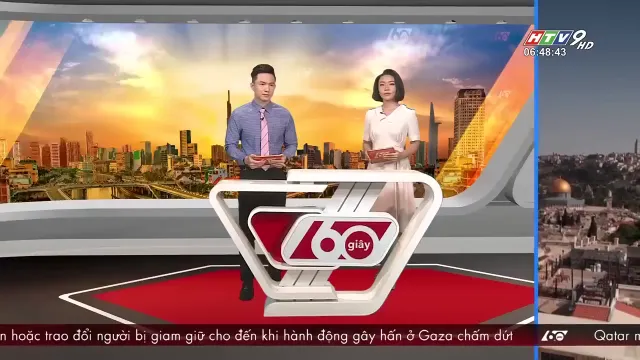 HTV9 HD
06:48:43
60 giây
n hoặc trao đổi người bị giam giữ cho đến khi hành động gây hấn ở Gaza chấm dứt 60 Qatar n